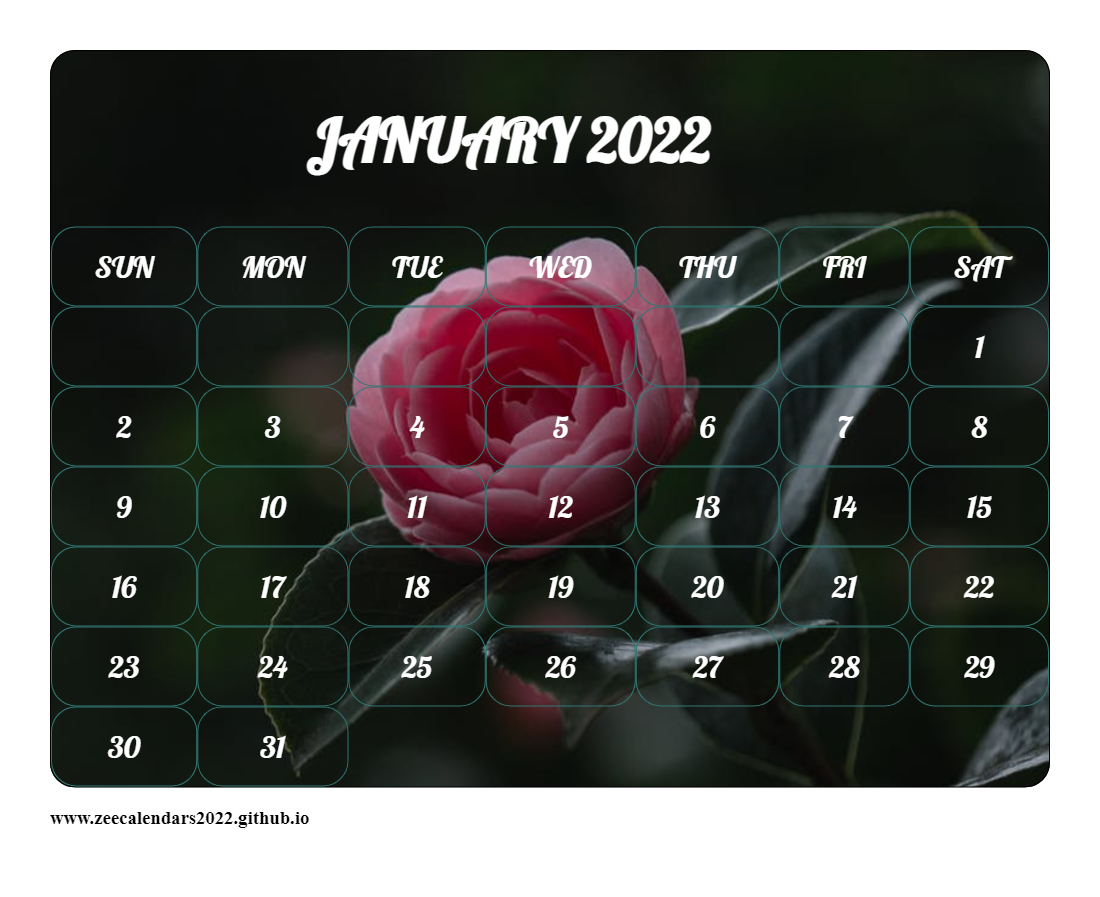 JANUARY 2022
SUN MON TUE WED THU FRI SAT
1
2 3 4 5 6 7 8
9 10 11 12 13 14 15
16 17 18 19 20 21 22
23 24 25 26 27 28 29
30 31
www.zeecalendars2022.github.io